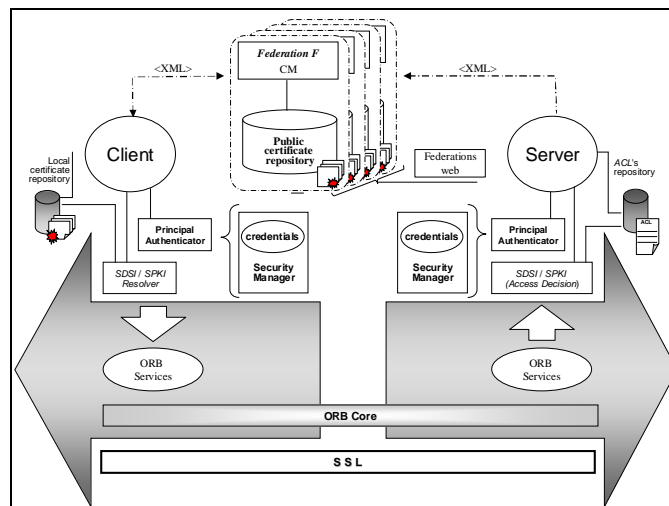 Federation F
CM
<XML>
<XML>
Public
certificate
repository
Client
Server
Local
certificate
repository
ACL's
repository
Federations
web
Principal
Authenticator
credentials
Security
Manager
credentials
Security
Manager
Principal
Authenticator
ACL
SDSI / SPKI
Resolver
SDSI / SPKI
(Access Decision)
ORB
Services
ORB
Services
ORB Core
S S L